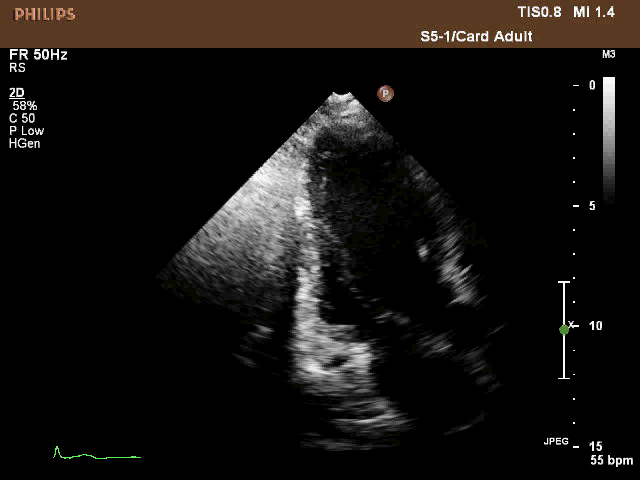 PHILIPS
TIS0.8 MI 1.4
S5-1/Card Adult
FR 50Hz
RS
2D
58%
C 50
P Low
HGen
P
M3
0
5
X
10
JPEG
15
55 bpm